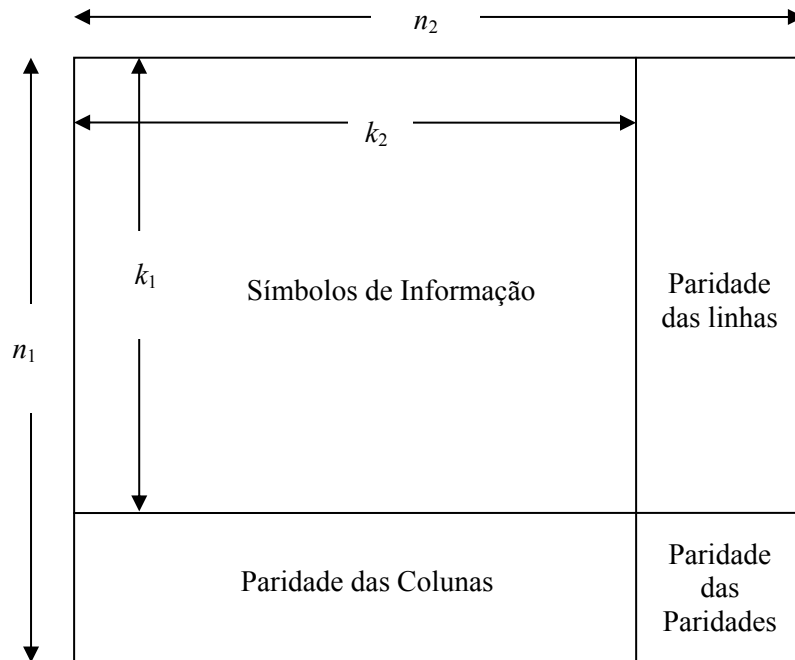 n₂
k₂
k₁
Símbolos de Informação
Paridade
das linhas
n₁
Paridade das Colunas
Paridade
das
Paridades